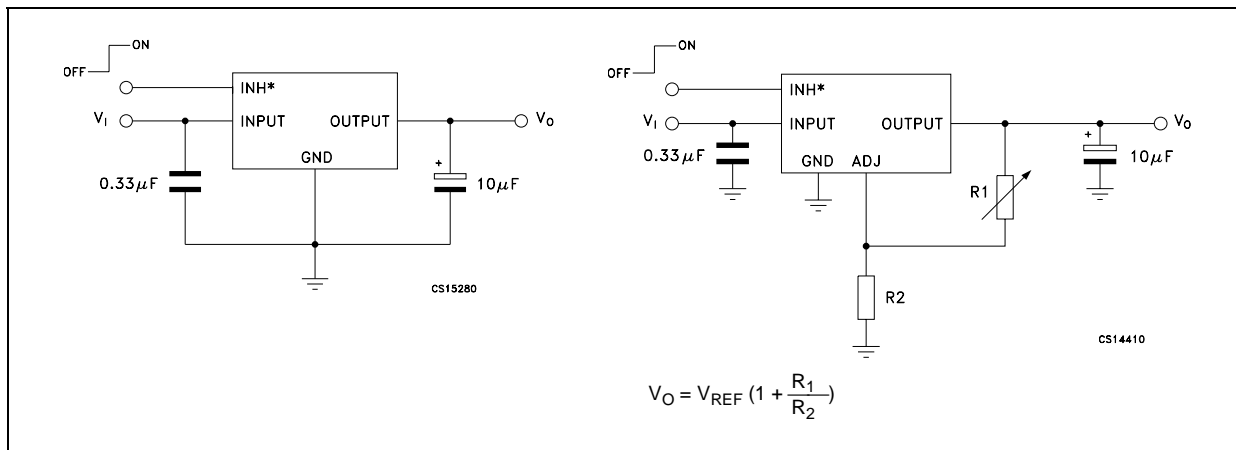 ON
OFF
INH*
V_I
INPUT
OUTPUT
V_O
GND
0.33μF
+
10μF
CS15280
ON
OFF
INH*
V_I
INPUT
OUTPUT
V_O
0.33μF
GND
ADJ
+
10μF
R1
R2
CS14410
V_O = V_REF (1 + R_1/R_2)